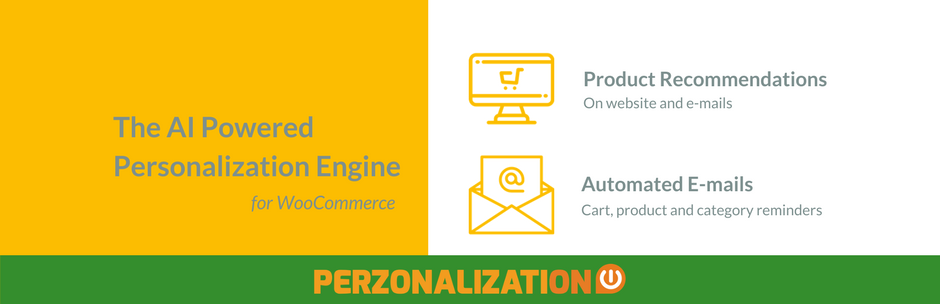 The AI Powered
Personalization Engine
for WooCommerce
Product Recommendations
On website and e-mails
@
Automated E-mails
Cart, product and category reminders
PERZONALIZATION